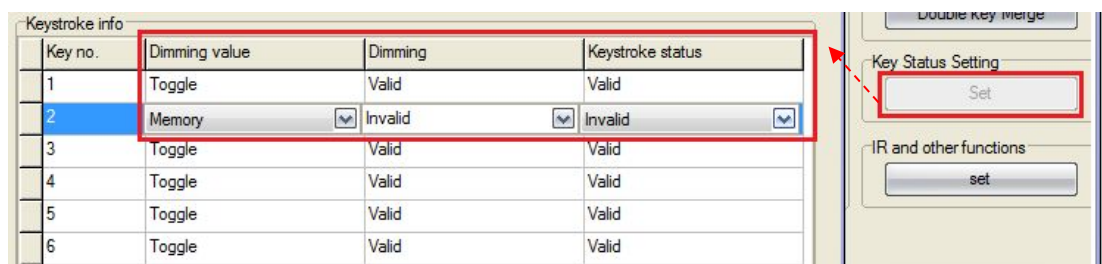 Keystroke info
Key no. Dimming value Dimming Keystroke status
1 Toggle Valid Valid
2 Memory Invalid Invalid
3 Toggle Valid Valid
4 Toggle Valid Valid
5 Toggle Valid Valid
6 Toggle Valid Valid
Double Key Merge
Key Status Setting
Set
IR and other functions
set